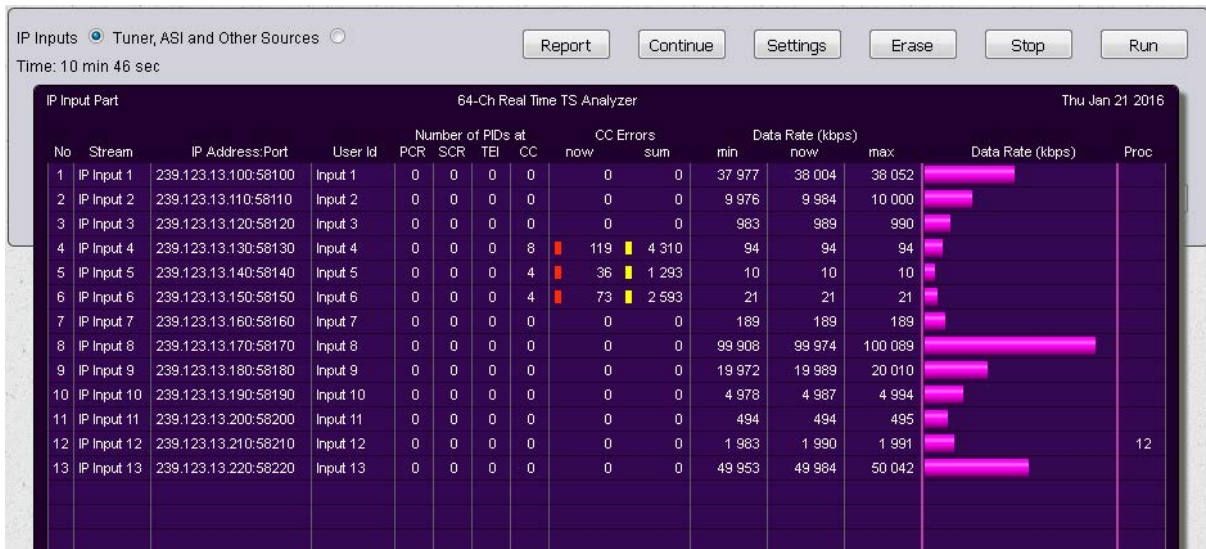 IP Inputs Tuner, ASI and Other Sources Report Continue Settings Erase Stop Run
Time: 10 min 46 sec
IP Input Part 64-Ch Real Time TS Analyzer Thu Jan 21 2016
Number of PIDs at CC Errors Data Rate (kbps)
No Stream IP Address:Port User Id PCR SCR TEI CC now sum min now max Data Rate (kbps) Proc
1 IP Input 1 239.123.13.100:58100 Input 1 0 0 0 0 0 0 37 977 38 004 38 052
2 IP Input 2 239.123.13.110:58110 Input 2 0 0 0 0 0 0 9 976 9 984 10 000
3 IP Input 3 239.123.13.120:58120 Input 3 0 0 0 0 0 0 983 989 990
4 IP Input 4 239.123.13.130:58130 Input 4 0 0 0 8 119 4 310 94 94 94
5 IP Input 5 239.123.13.140:58140 Input 5 0 0 0 4 36 1 293 10 10 10
6 IP Input 6 239.123.13.150:58150 Input 6 0 0 0 4 73 2 593 21 21 21
7 IP Input 7 239.123.13.160:58160 Input 7 0 0 0 0 0 0 189 189 189
8 IP Input 8 239.123.13.170:58170 Input 8 0 0 0 0 0 0 99 908 99 974 100 089
9 IP Input 9 239.123.13.180:58180 Input 9 0 0 0 0 0 0 19 972 19 989 20 010
10 IP Input 10 239.123.13.190:58190 Input 10 0 0 0 0 0 0 4 978 4 987 4 994
11 IP Input 11 239.123.13.200:58200 Input 11 0 0 0 0 0 0 494 494 495
12 IP Input 12 239.123.13.210:58210 Input 12 0 0 0 0 0 0 1 983 1 990 1 991 12
13 IP Input 13 239.123.13.220:58220 Input 13 0 0 0 0 0 0 49 953 49 984 50 042